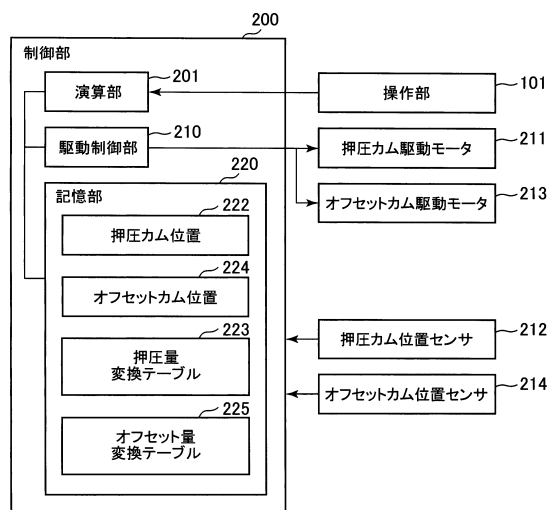 200
制御部
201
演算部
操作部
101
210
駆動制御部
押圧カム駆動モータ
211
オフセットカム駆動モータ
213
220
記憶部
222
押圧カム位置
224
オフセットカム位置
223
押圧量
変換テーブル
225
オフセット量
変換テーブル
押圧カム位置センサ
212
オフセットカム位置センサ
214